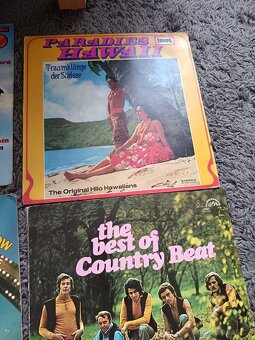 PARADIES
HAWAII
Traumklänge
der Südsee
The Original Hilo Hawaiians
the
best of
Country Beat